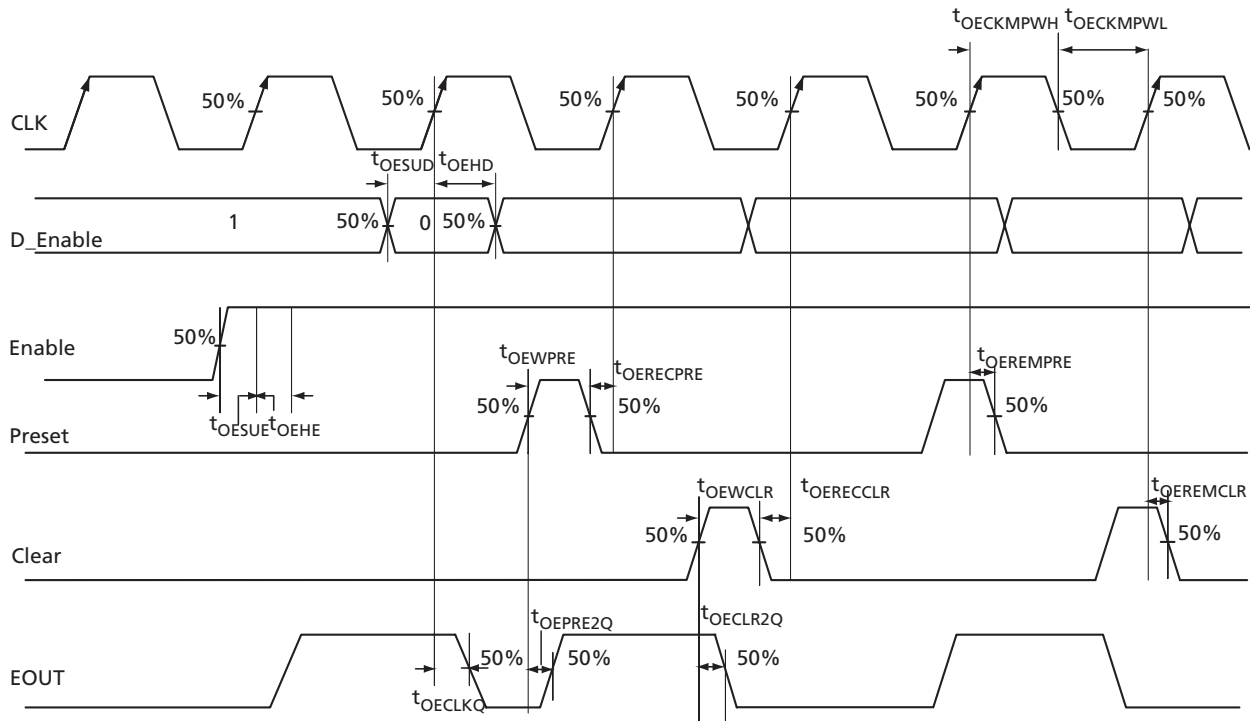 tOECKMPWH tOECKMPWL
50% 50% 50% 50% 50% 50% 50% 50%
CLK
tOESUD tOEHD
1 50% 0 50%
D_Enable
50%
Enable
tOESUE tOEHE
tOEWPRE tOERECPRE tOEREMPRE
50% 50% 50%
Preset
tOEWCLR tOERECCLR tOEREMCLR
50% 50% 50%
Clear
tOEPRE2Q tOECLR2Q
50% 50% 50%
EOUT
tOECLKQ